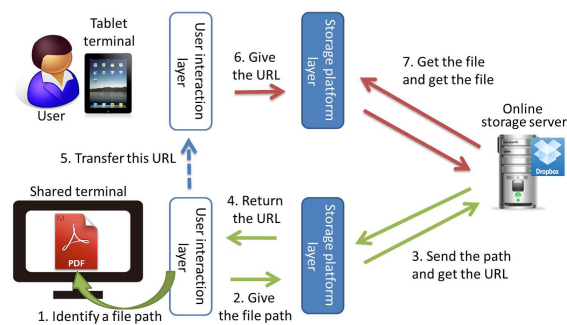 Tablet
terminal
User
User interaction
layer
6. Give
the URL
Storage platform
layer
7. Get the file
and get the file
Online
storage server
Dropbox
5. Transfer this URL
Shared terminal
PDF
1. Identify a file path
User interaction
layer
4. Return
the URL
2. Give
the file path
Storage platform
layer
3. Send the path
and get the URL